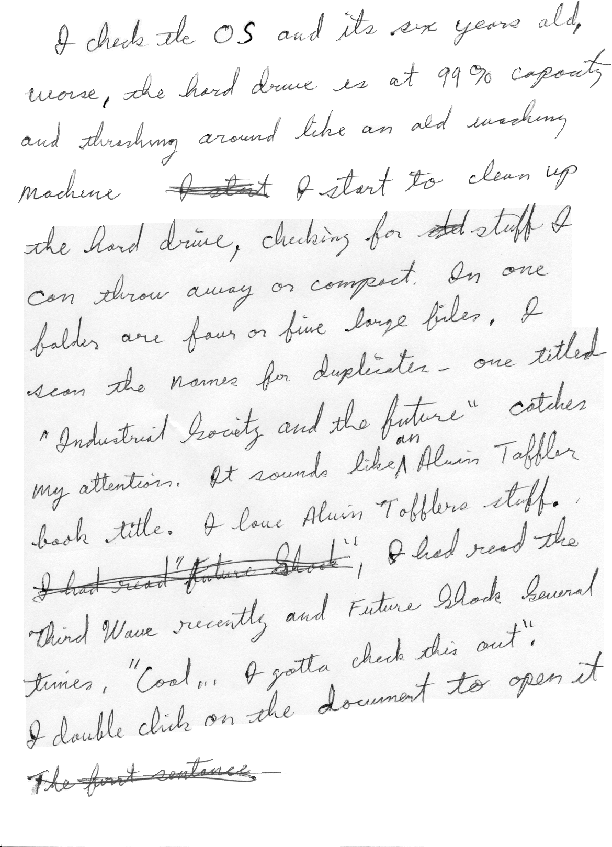 I check the OS and its six years old,
worse, the hard drive is at 99% capacity
and thrashing around like an old washing
machine I start I start to clean up
the hard drive, checking for old stuff I
can throw away or compact. In one
folder are four or five large files. I
scan the names for duplicates - one titled
"Industrial Society and the future" catches
my attention. It sounds like an Alvin Toffler
book title. I love Alvin Tofflers stuff.
I had read "future Shock", I had read the
Third Wave recently and Future Shock Several
times, "Cool... I gotta check this out".
I double click on the document to open it
The first sentence.